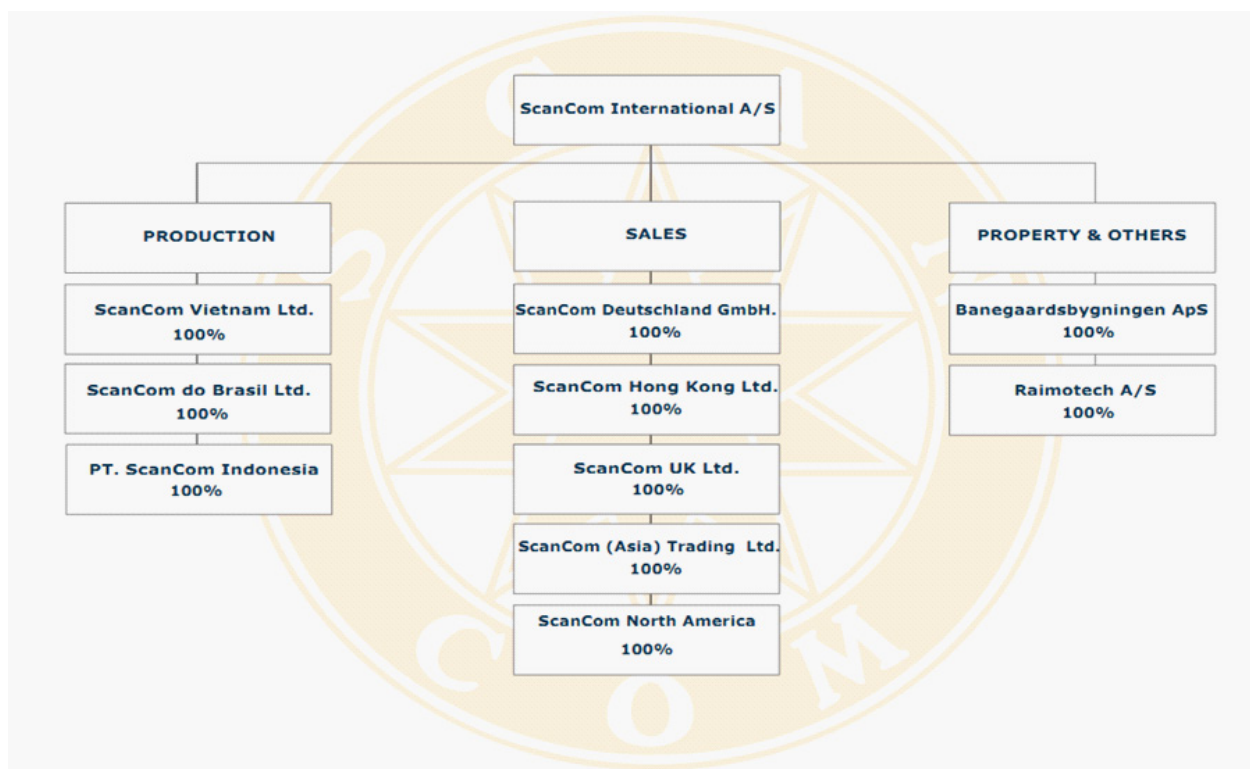 ScanCom International A/S
PRODUCTION
ScanCom Vietnam Ltd.
100%
ScanCom do Brasil Ltd.
100%
PT. ScanCom Indonesia
100%
SALES
ScanCom Deutschland GmbH.
100%
ScanCom Hong Kong Ltd.
100%
ScanCom UK Ltd.
100%
ScanCom (Asia) Trading Ltd.
100%
ScanCom North America
100%
PROPERTY & OTHERS
Banegaardsbygningen ApS
100%
Raimotech A/S
100%
SCAN
COM